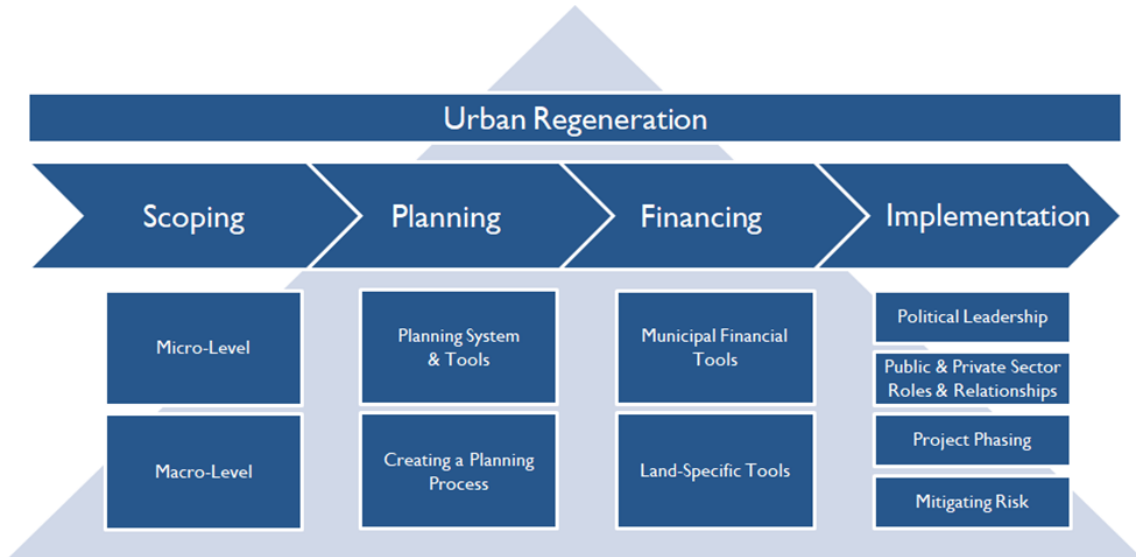 Urban Regeneration
Scoping
Planning
Financing
Implementation
Micro-Level
Macro-Level
Planning System
& Tools
Creating a Planning
Process
Municipal Financial
Tools
Land-Specific Tools
Political Leadership
Public & Private Sector
Roles & Relationships
Project Phasing
Mitigating Risk